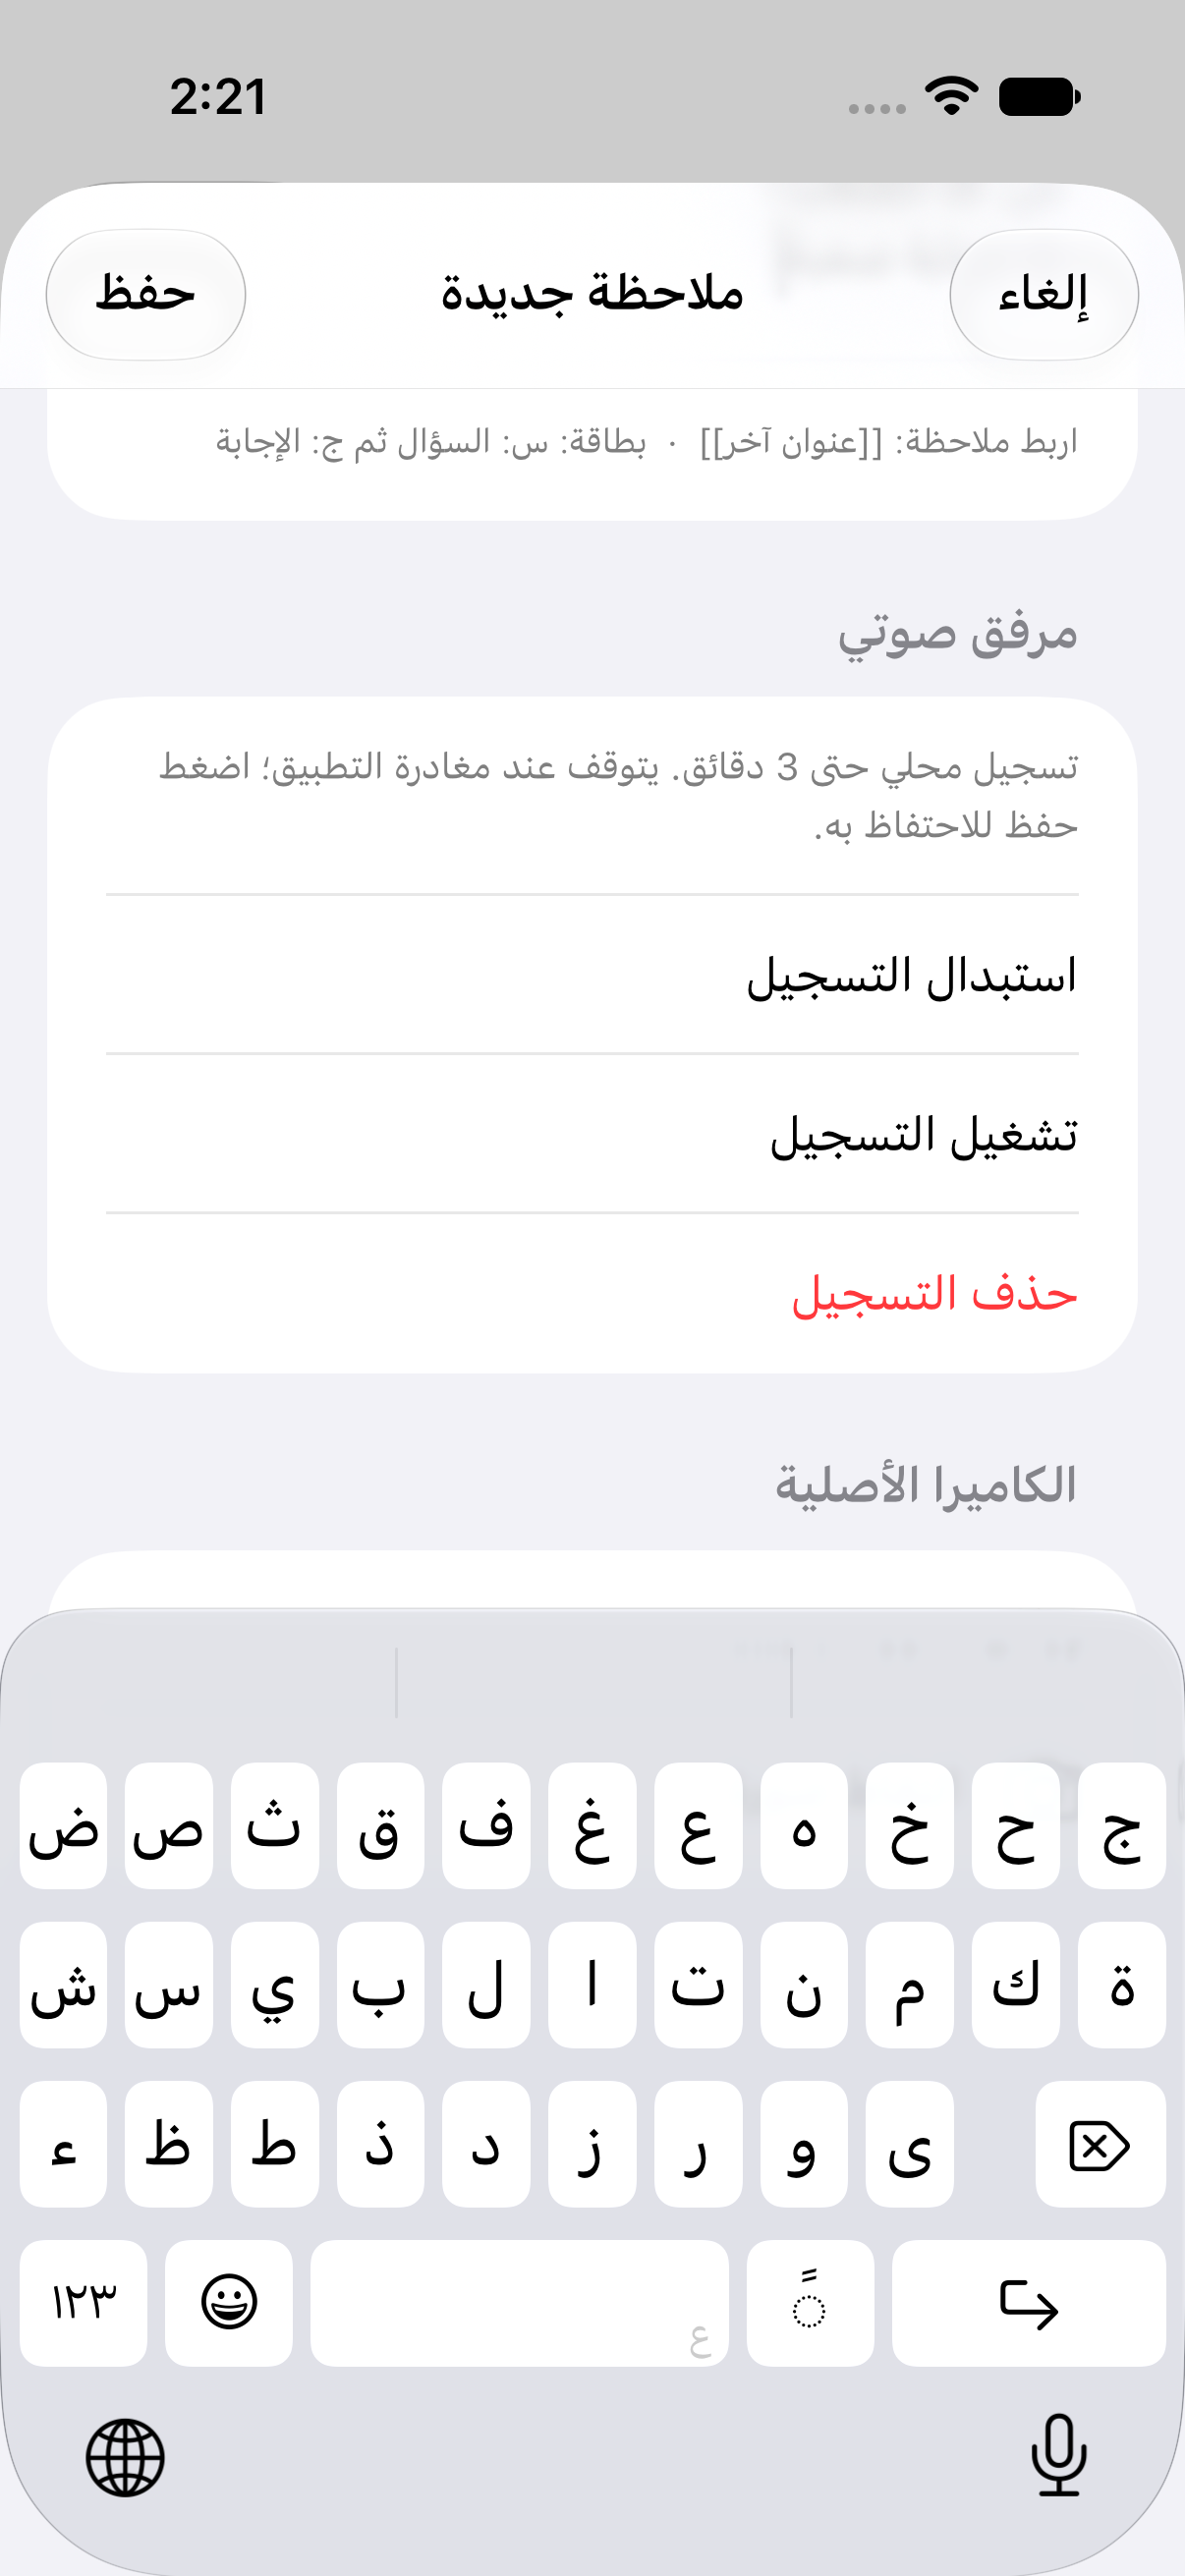 2:21
إلغاء
ملاحظة جديدة
حفظ
اربط ملاحظة: [[عنوان آخر]] · بطاقة: س: السؤال ثم ج: الإجابة
مرفق صوتي
تسجيل محلي حتى 3 دقائق. يتوقف عند مغادرة التطبيق؛ اضغط
حفظ للاحتفاظ به.
استبدال التسجيل
تشغيل التسجيل
حذف التسجيل
الكاميرا الأصلية
ض ص ث ق ف غ ع ه خ ح ج
ش س ي ب ل ا ت ن م ك ة
ء ظ ط ذ د ز ر و ى
١٢٣
ع